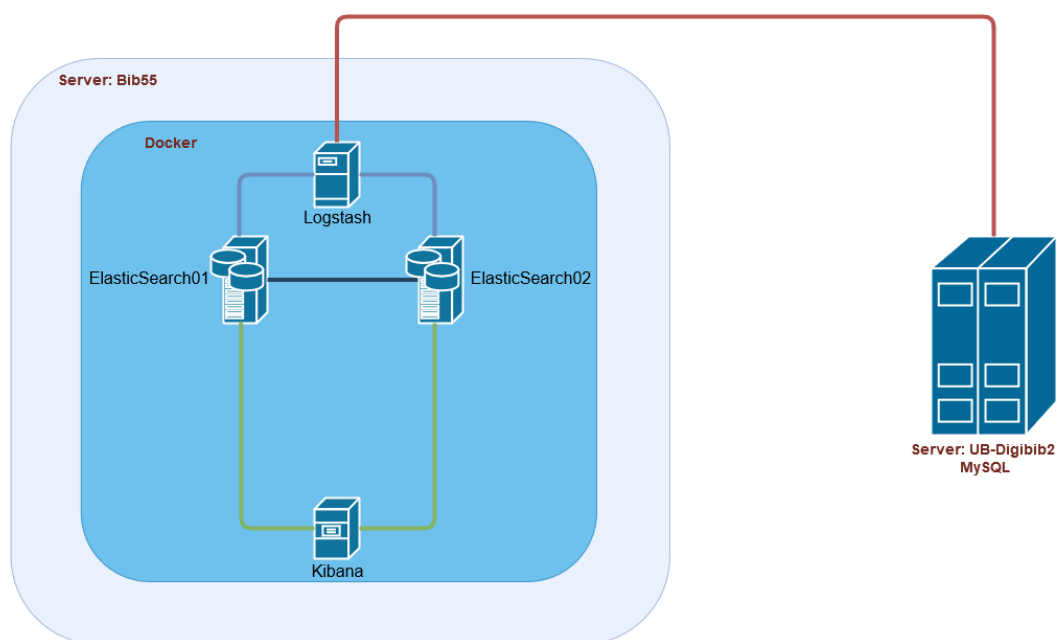 Server: Bib55
Docker
Logstash
ElasticSearch01
ElasticSearch02
Server: UB-Digibib2
MySQL
Kibana